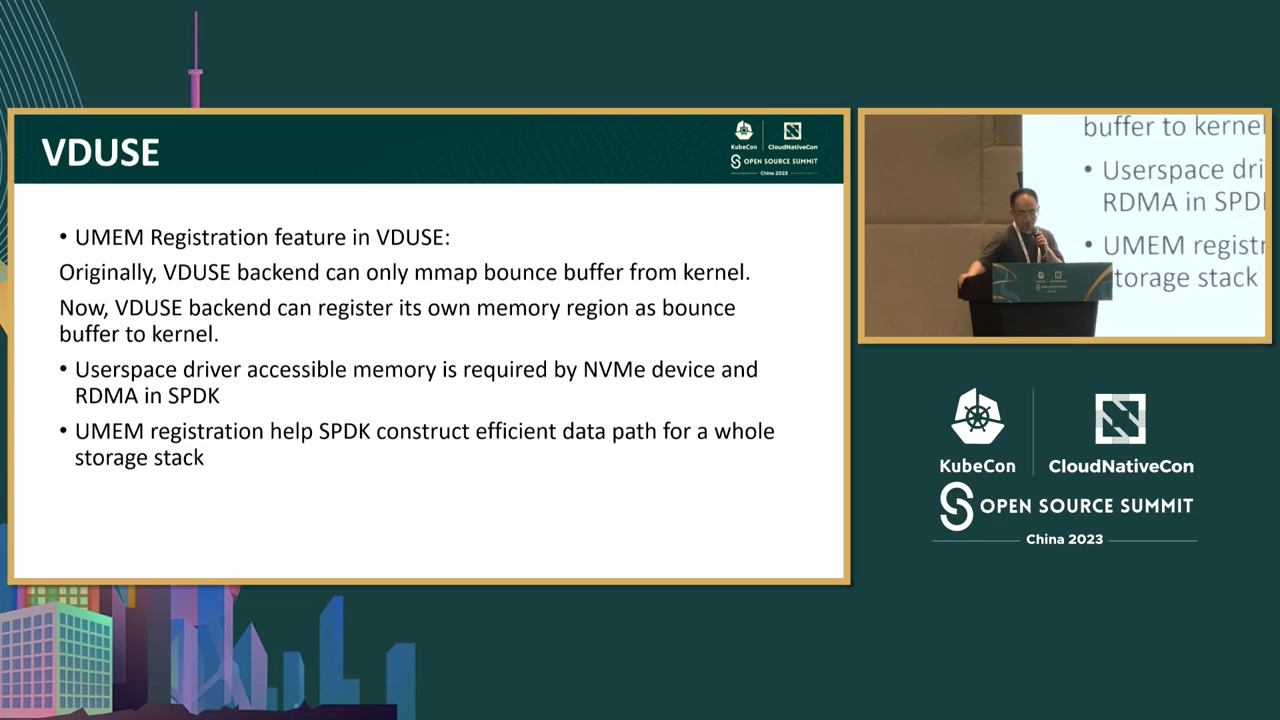 VDUSE
KubeCon
CloudNativeCon
OPEN SOURCE SUMMIT
China 2023
• UMEM Registration feature in VDUSE:
Originally, VDUSE backend can only mmap bounce buffer from kernel.
Now, VDUSE backend can register its own memory region as bounce
buffer to kernel.
• Userspace driver accessible memory is required by NVMe device and
RDMA in SPDK
• UMEM registration help SPDK construct efficient data path for a whole
storage stack
buffer to kernel
• Userspace dri
RDMA in SPD
• UMEM registr
torage stack
KubeCon
CloudNativeCon
OPEN SOURCE SUMMIT
China 2023